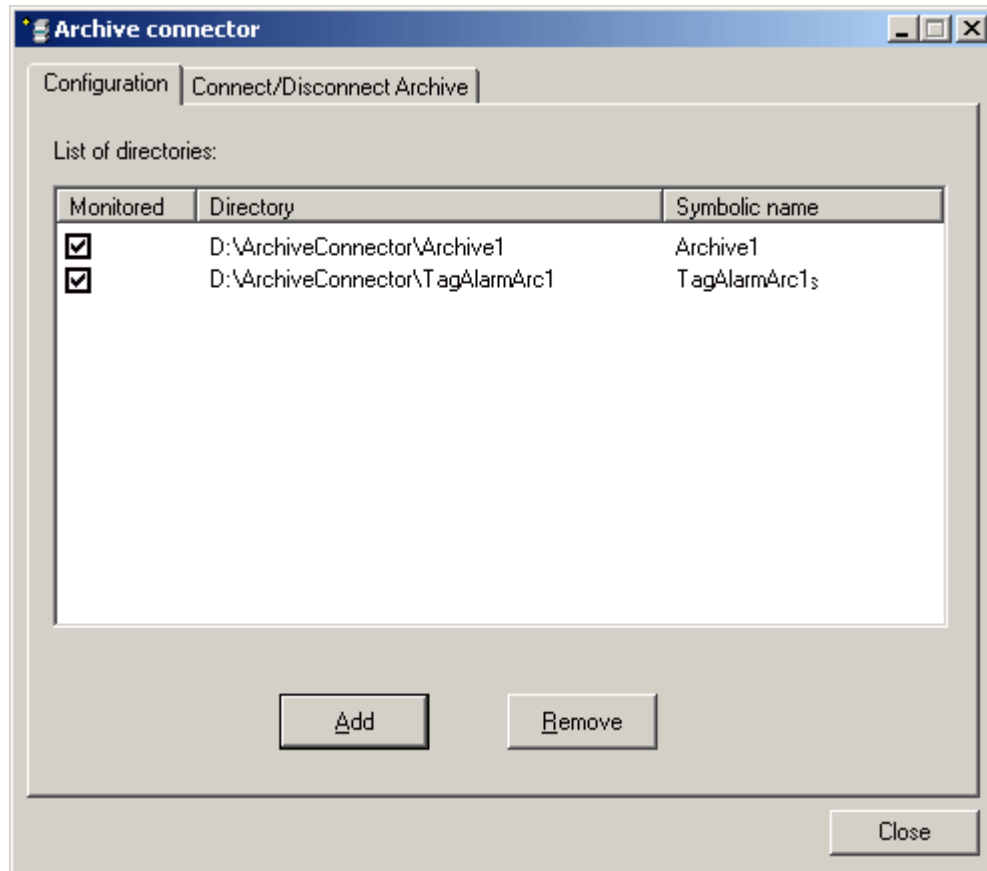 Archive connector
Configuration Connect/Disconnect Archive
List of directories:
Monitored Directory Symbolic name
D:\ArchiveConnector\Archive1 Archive1
D:\ArchiveConnector\TagAlarmArc1 TagAlarmArc1₃
Add Remove
Close